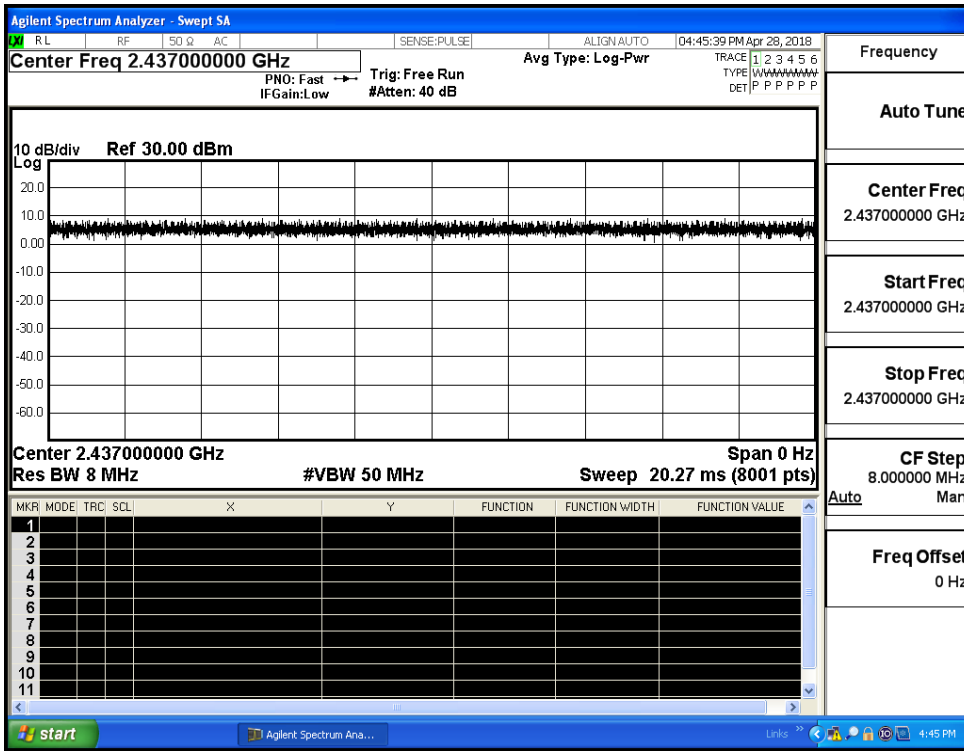 Agilent Spectrum Analyzer - Swept SA
LXI RL RF 50 Ω AC SENSE:PULSE ALIGN AUTO 04:45:39 PM Apr 28, 2018
Center Freq 2.437000000 GHz Avg Type: Log-Pwr TRACE 1 2 3 4 5 6
PNO: Fast Trig: Free Run TYPE
IFGain:Low #Atten: 40 dB DET P P P P P P
10 dB/div Ref 30.00 dBm
Log
20.0
10.0
0.00
-10.0
-20.0
-30.0
-40.0
-50.0
-60.0
Center 2.437000000 GHz Span 0 Hz
Res BW 8 MHz #VBW 50 MHz Sweep 20.27 ms (8001 pts)
MKR MODE TRC SCL X Y FUNCTION FUNCTION WIDTH FUNCTION VALUE
1
2
3
4
5
6
7
8
9
10
11
Frequency
Auto Tune
Center Freq
2.437000000 GHz
Start Freq
2.437000000 GHz
Stop Freq
2.437000000 GHz
CF Step
8.000000 MHz
Auto Man
Freq Offset
0 Hz
start Agilent Spectrum Ana... Links » 4:45 PM